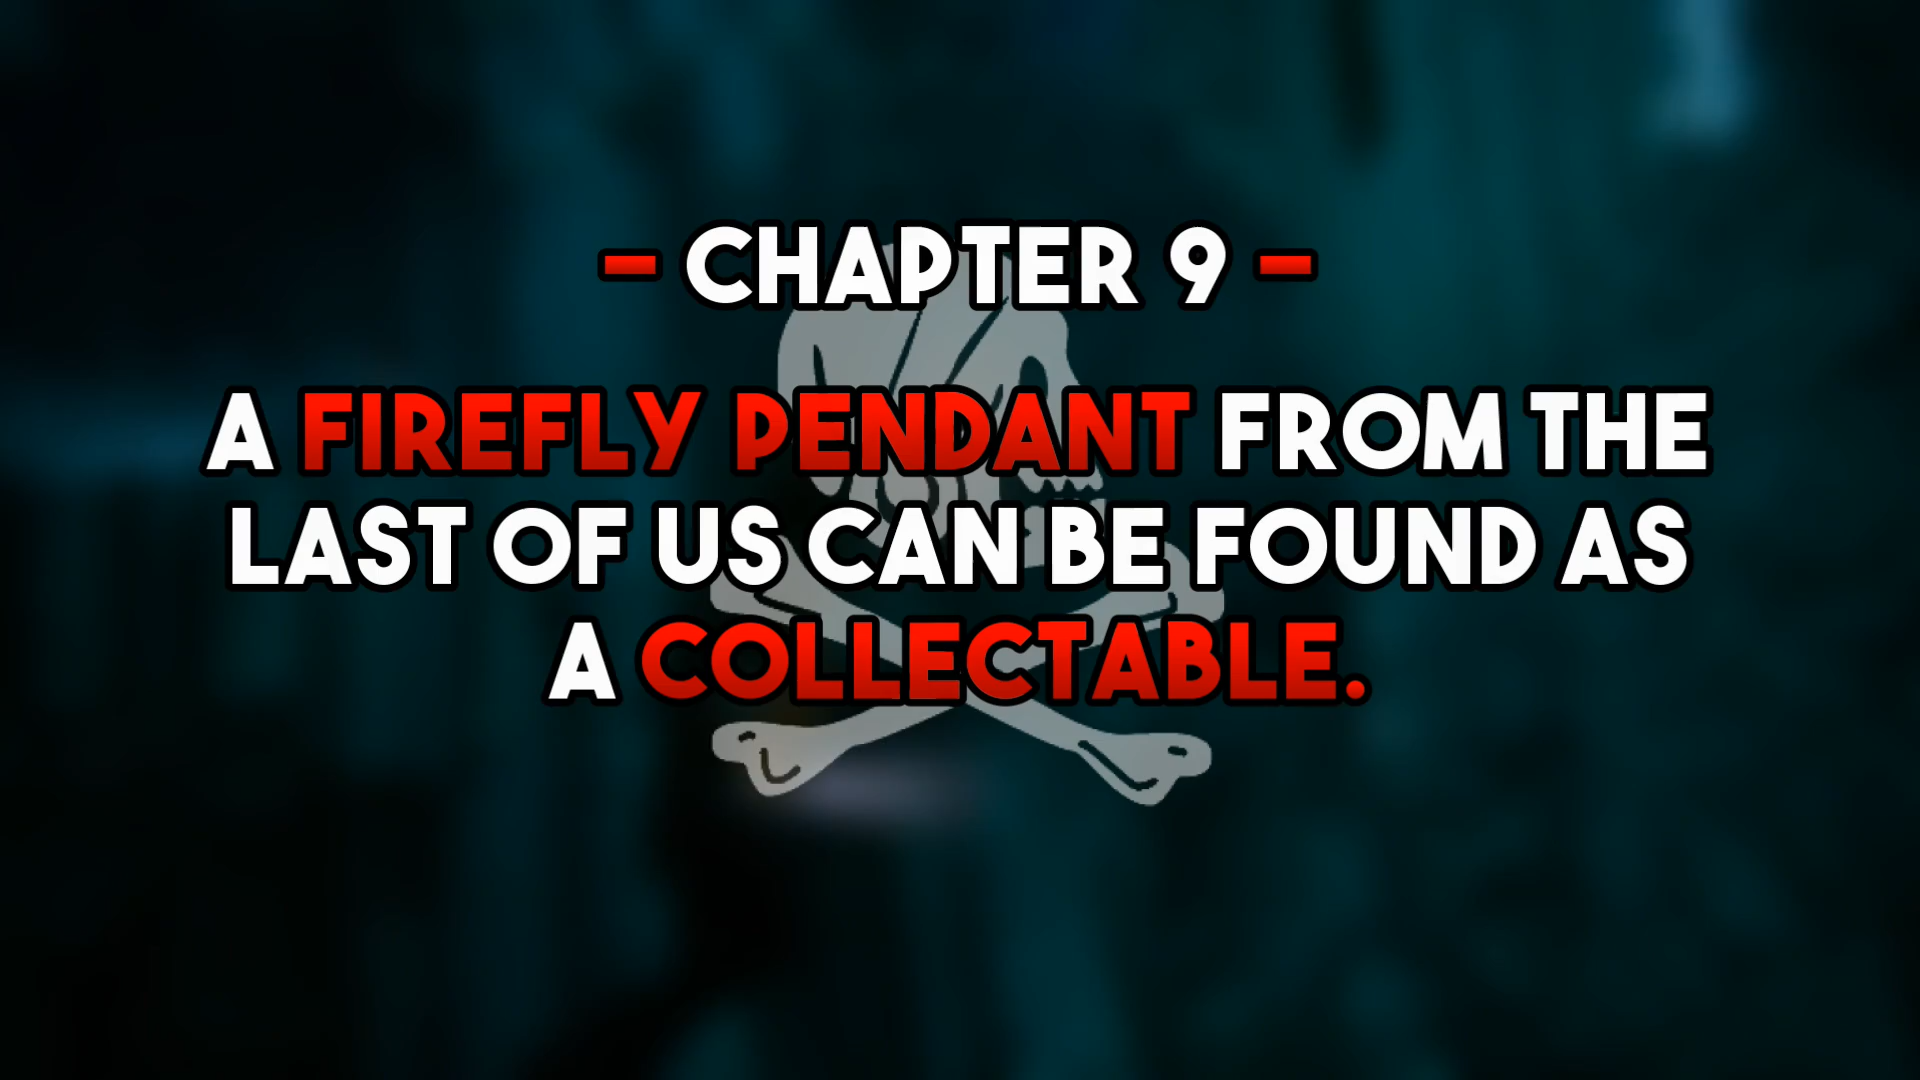 - CHAPTER 9 -
A FIREFLY PENDANT FROM THE
LAST OF US CAN BE FOUND AS
A COLLECTABLE.